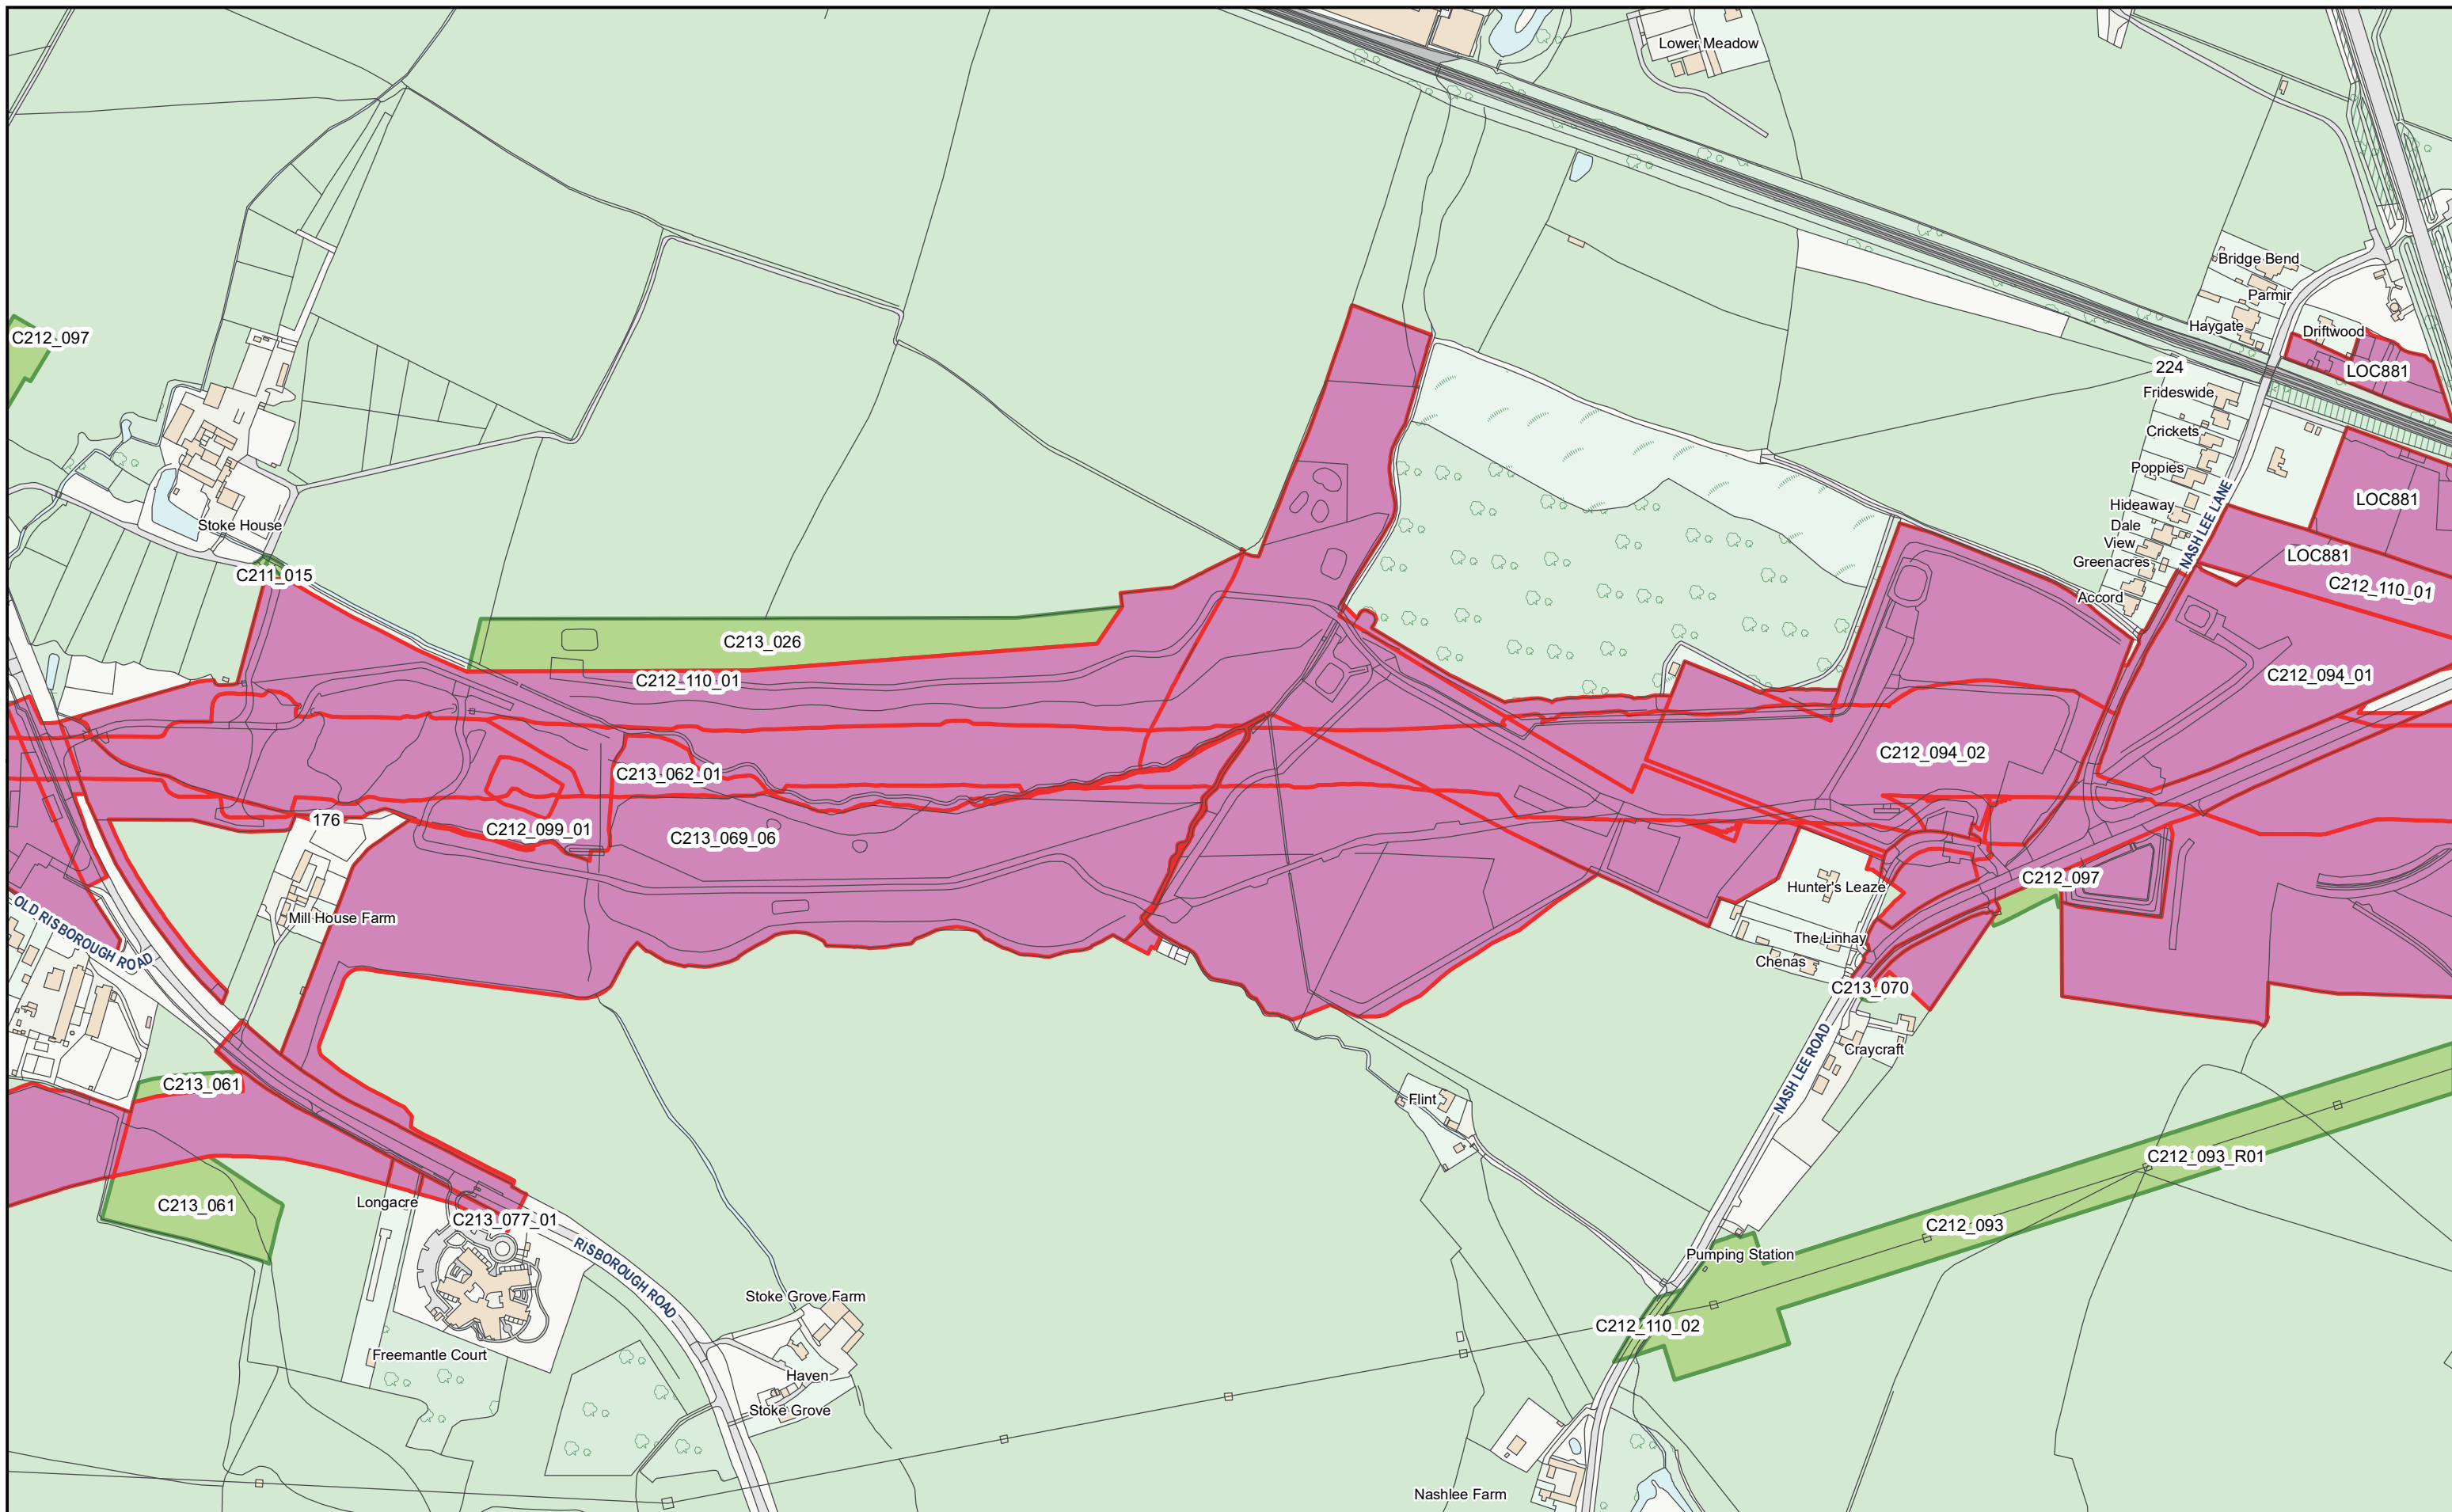 Lower Meadow
Bridge Bend
Parmir
Haygate
Driftwood
C212_097
224
LOC881
Frideswide
Crickets
Poppies
LOC881
Hideaway
Dale
View
NASH LEE LANE
Stoke House
LOC881
Greenacres
C211_015
C212_110_01
Accord
C213_026
C212_110_01
C212_094_01
C212_094_02
C213_062_01
176
C212_099_01
C213_069_06
C212_097
Hunter's Leaze
Mill House Farm
OLD RISBOROUGH ROAD
The Linhay
Chenas
C213_070
Craycraft
NASH LEE ROAD
C213_061
Flint
C212_093_R01
Longacre
C213_061
C213_077_01
C212_093
RISBOROUGH ROAD
Pumping Station
Stoke Grove Farm
C212_110_02
Freemantle Court
Haven
Stoke Grove
Nashlee Farm